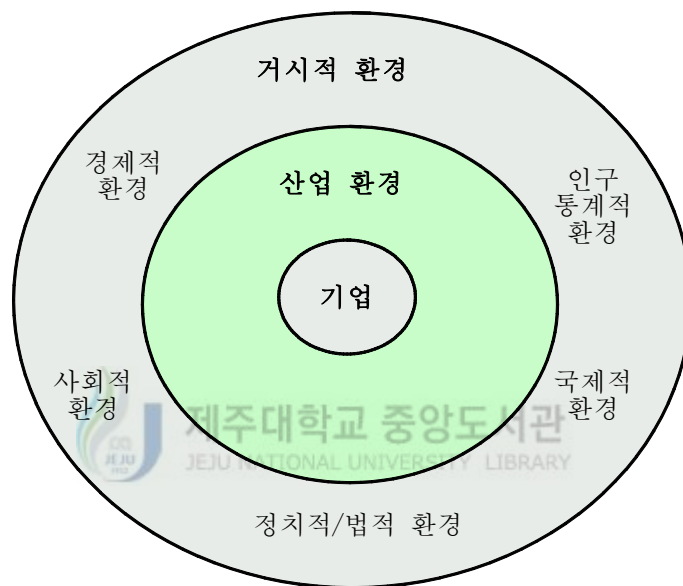 거시적 환경
경제적
환경
산업 환경
인구
통계적
환경
기업
사회적
환경
국제적
환경
제주대학교 중앙도서관
JEJU NATIONAL UNIVERSITY LIBRARY
JEJU
정치적/법적 환경